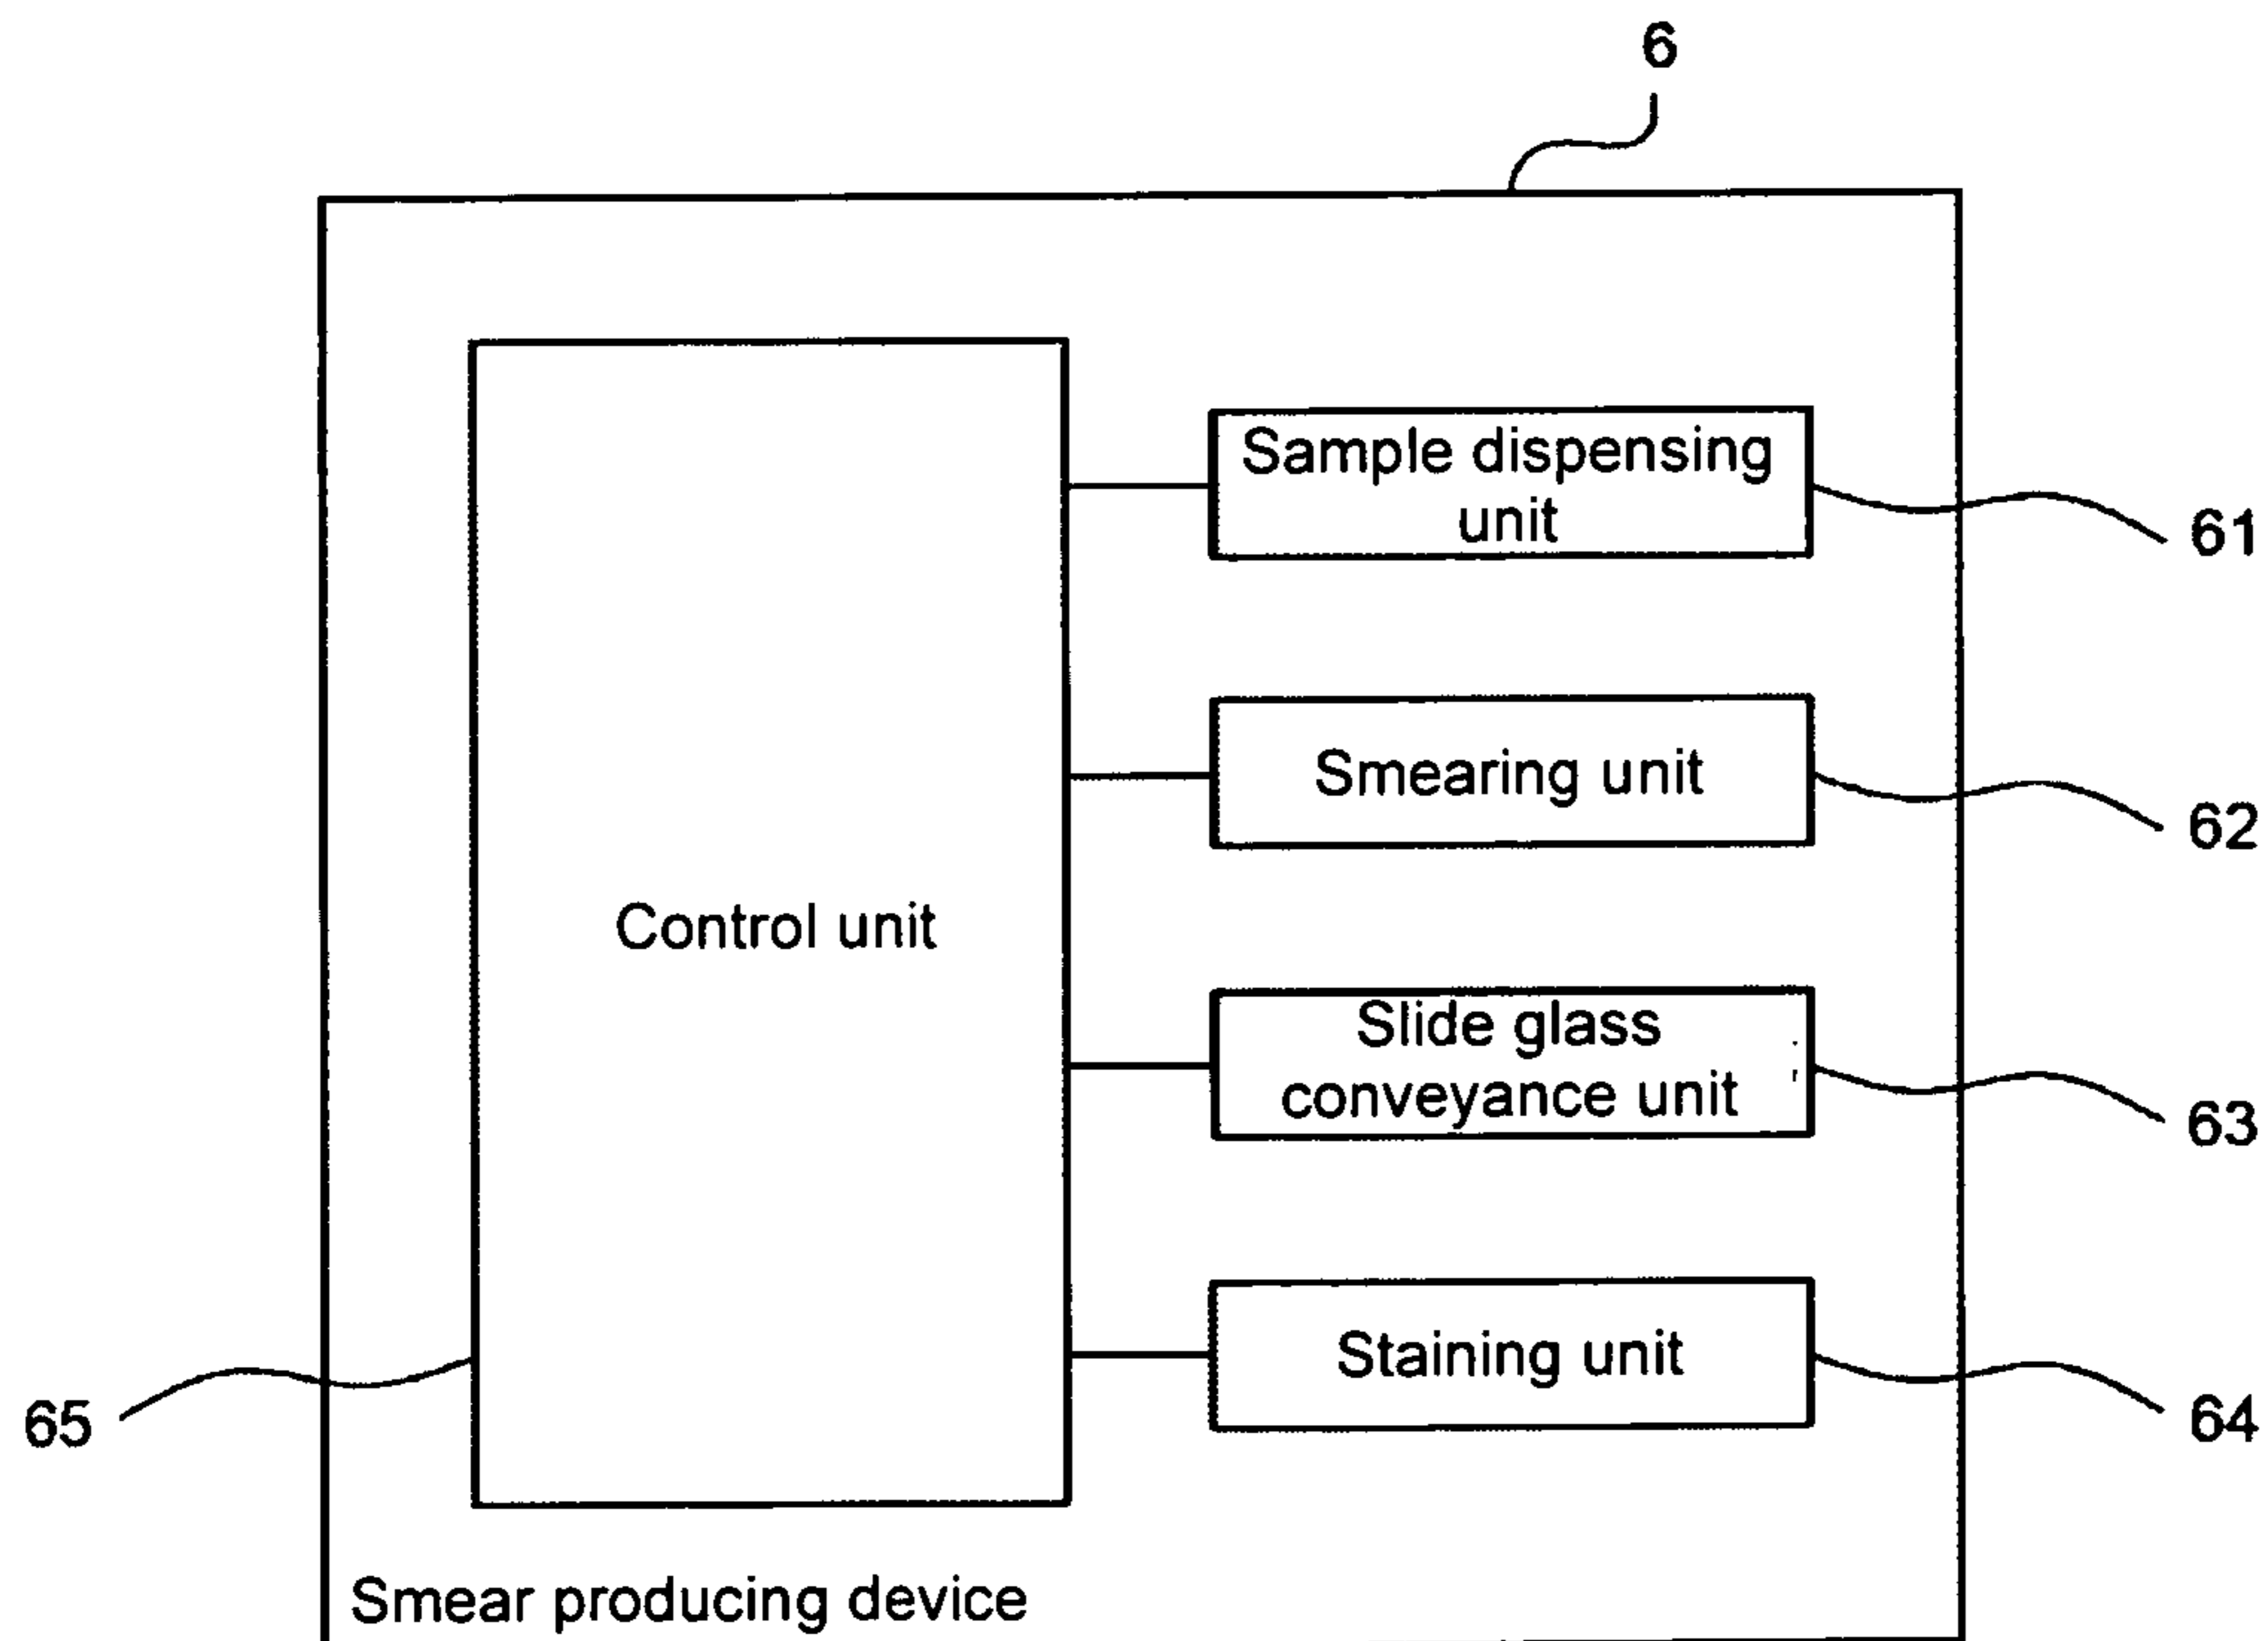 6
Sample dispensing
unit
61
Smearing unit
62
Control unit
Slide glass
conveyance unit
63
Staining unit
64
65
Smear producing device